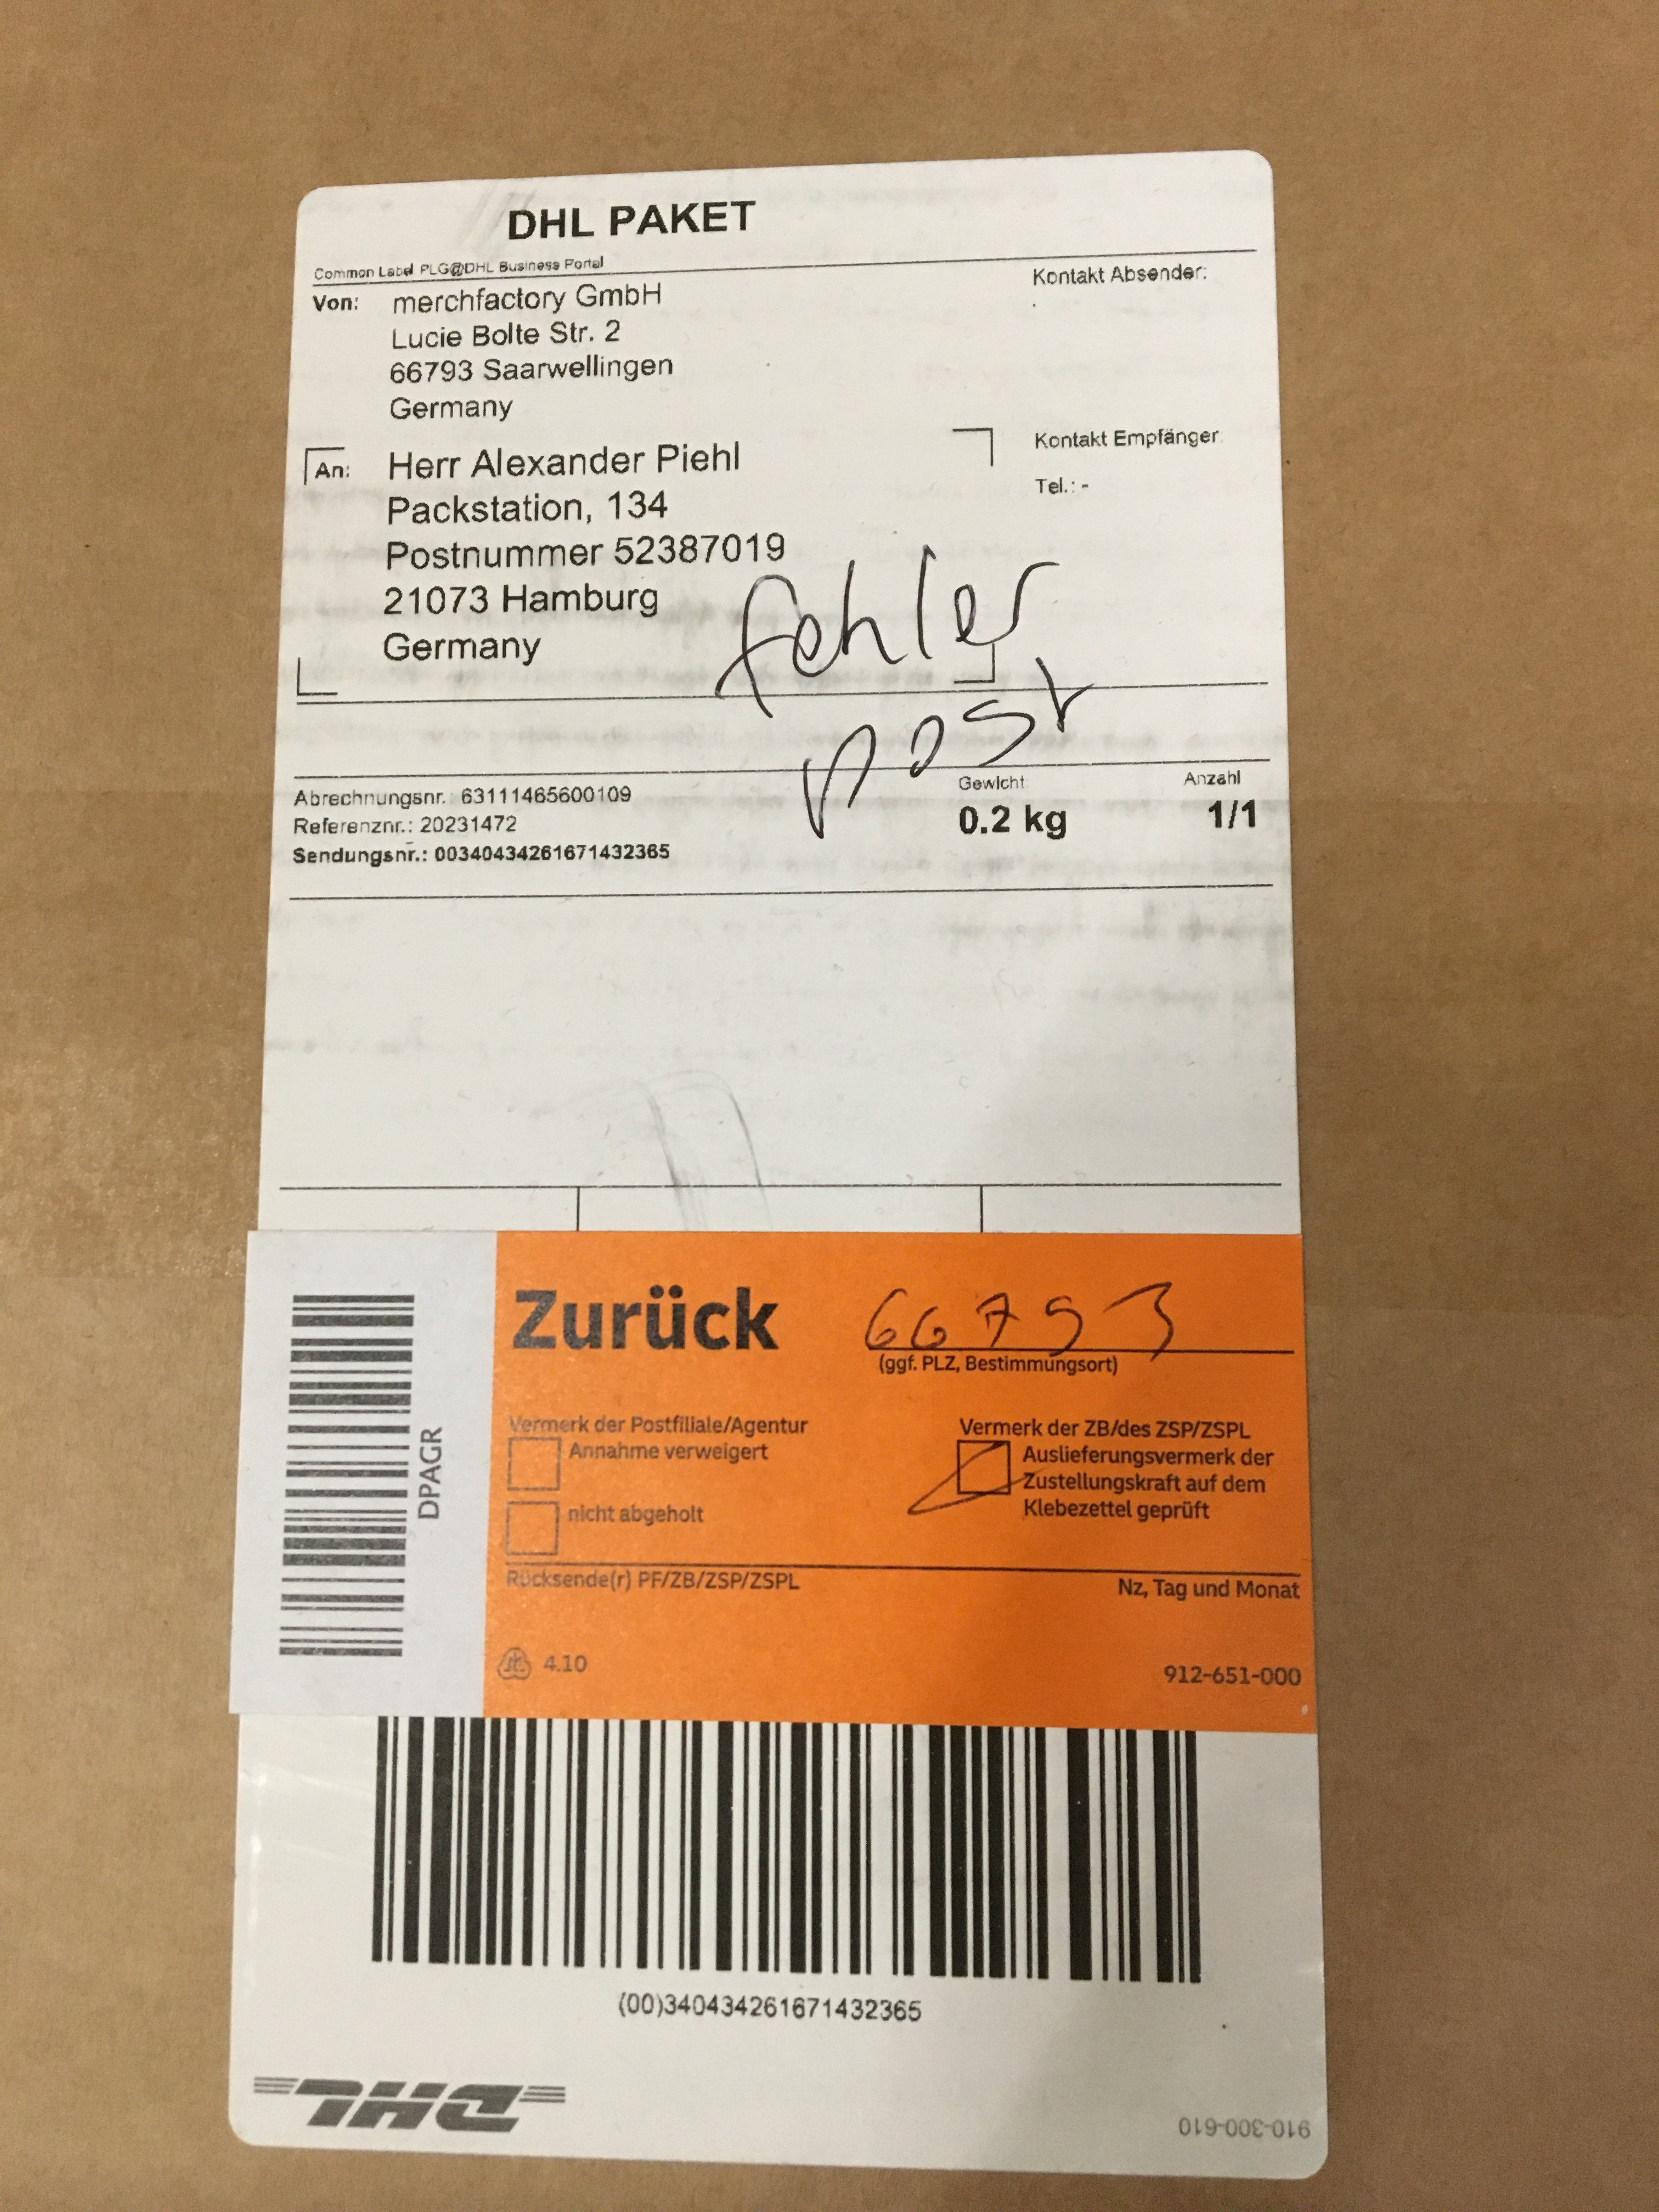 DHL PAKET
Common Label PLG@DHL Business Portal
Kontakt Absender:
Von: merchfactory GmbH
Lucie Bolte Str. 2
66793 Saarwellingen
Germany
Kontakt Empfänger
Tel.: -
An: Herr Alexander Piehl
Packstation, 134
Postnummer 52387019
21073 Hamburg
Germany
fehler
post
Abrechnungsnr.: 63111465600109
Referenznr.: 20231472
Sendungsnr.: 00340434261671432365
Gewicht
0.2 kg
Anzahl
1/1
DPAGR
Zurück 66793
(ggf. PLZ, Bestimmungsort)
Vermerk der Postfiliale/Agentur
Annahme verweigert
nicht abgeholt
Vermerk der ZB/des ZSP/ZSPL
Auslieferungsvermerk der
Zustellungskraft auf dem
Klebezettel geprüft
Rücksende(r) PF/ZB/ZSP/ZSPL
Nz, Tag und Monat
4.10
912-651-000
(00)340434261671432365
DHL
910-300-610